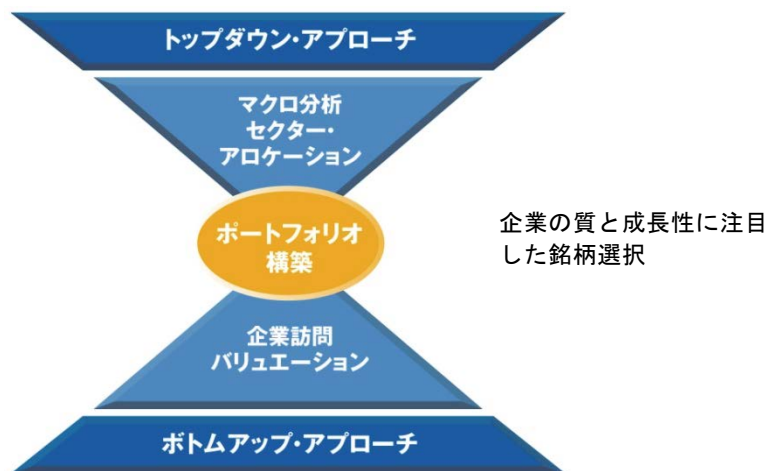 トップダウン・アプローチ
マクロ分析
セクター・
アロケーション
ポートフォリオ
構築
企業の質と成長性に注目
した銘柄選択
企業訪問
バリュエーション
ボトムアップ・アプローチ